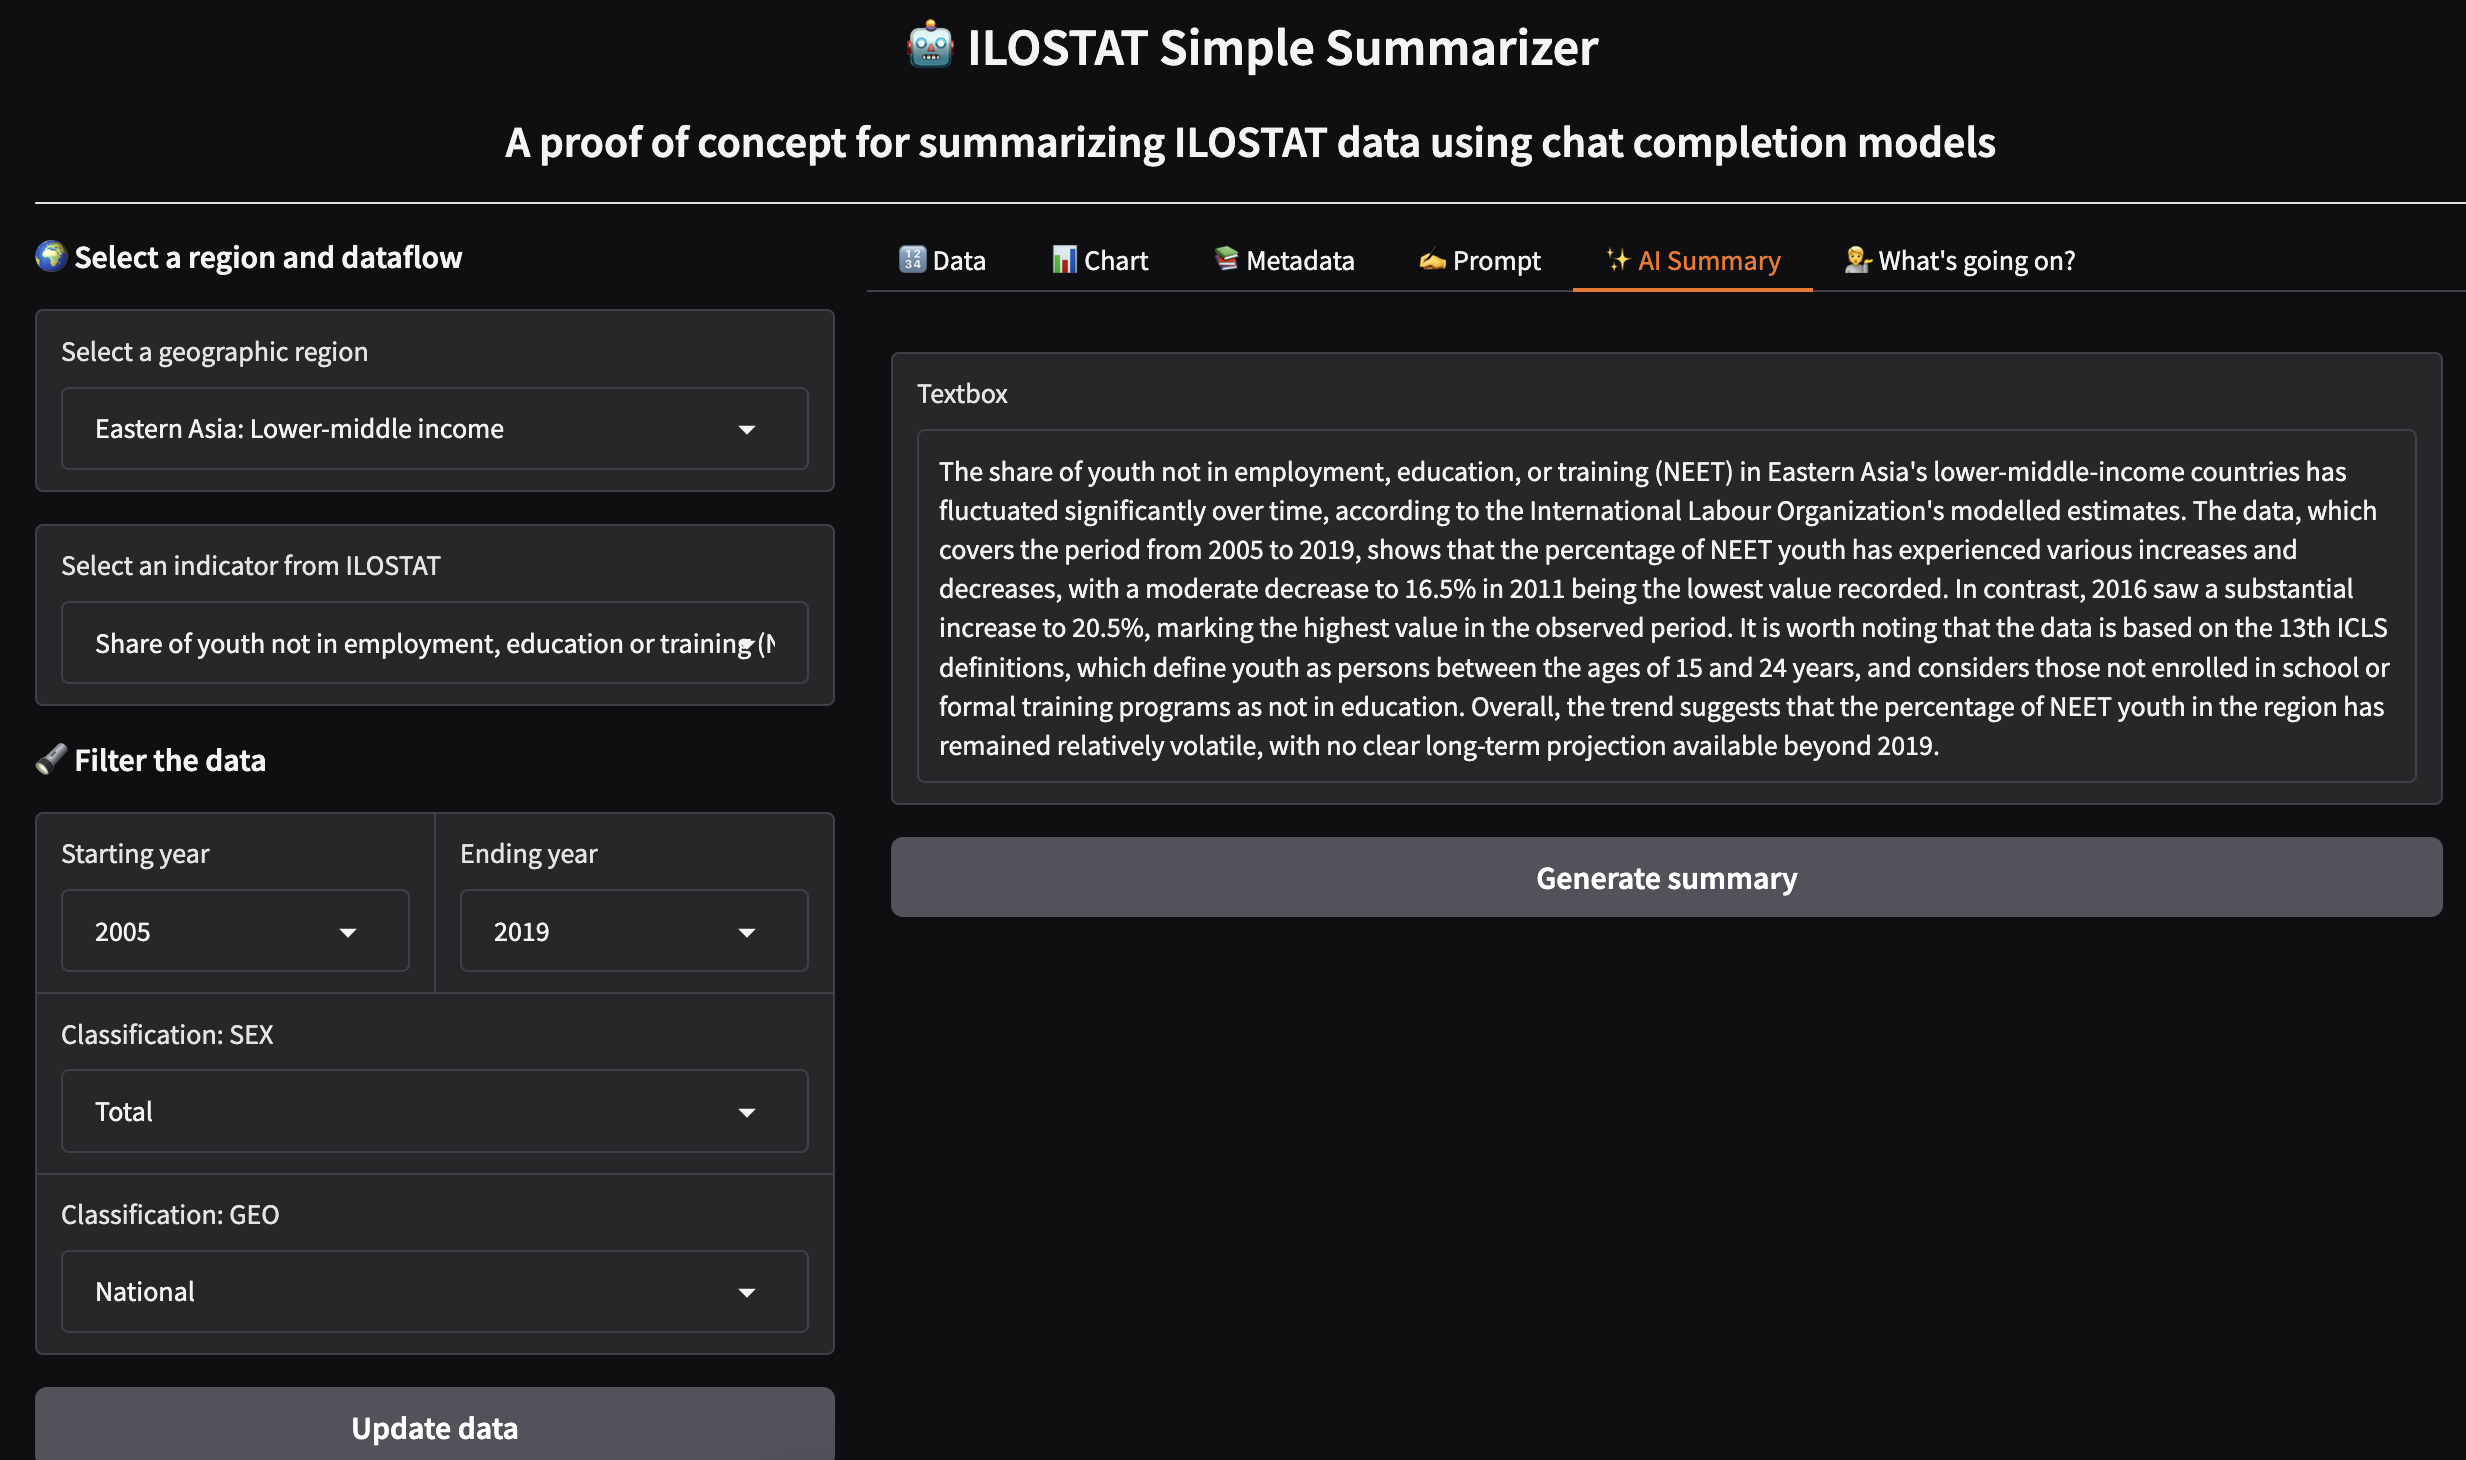 🤖 ILOSTAT Simple Summarizer
A proof of concept for summarizing ILOSTAT data using chat completion models
🌍 Select a region and dataflow
Select a geographic region
Eastern Asia: Lower-middle income
Select an indicator from ILOSTAT
Share of youth not in employment, education or training (N
🔦 Filter the data
Starting year
2005
Ending year
2019
Classification: SEX
Total
Classification: GEO
National
Update data
🔢 Data
📊 Chart
📚 Metadata
✍️ Prompt
✨ AI Summary
💁‍♂️ What's going on?
Textbox
The share of youth not in employment, education, or training (NEET) in Eastern Asia's lower-middle-income countries has
fluctuated significantly over time, according to the International Labour Organization's modelled estimates. The data, which
covers the period from 2005 to 2019, shows that the percentage of NEET youth has experienced various increases and
decreases, with a moderate decrease to 16.5% in 2011 being the lowest value recorded. In contrast, 2016 saw a substantial
increase to 20.5%, marking the highest value in the observed period. It is worth noting that the data is based on the 13th ICLS
definitions, which define youth as persons between the ages of 15 and 24 years, and considers those not enrolled in school or
formal training programs as not in education. Overall, the trend suggests that the percentage of NEET youth in the region has
remained relatively volatile, with no clear long-term projection available beyond 2019.
Generate summary